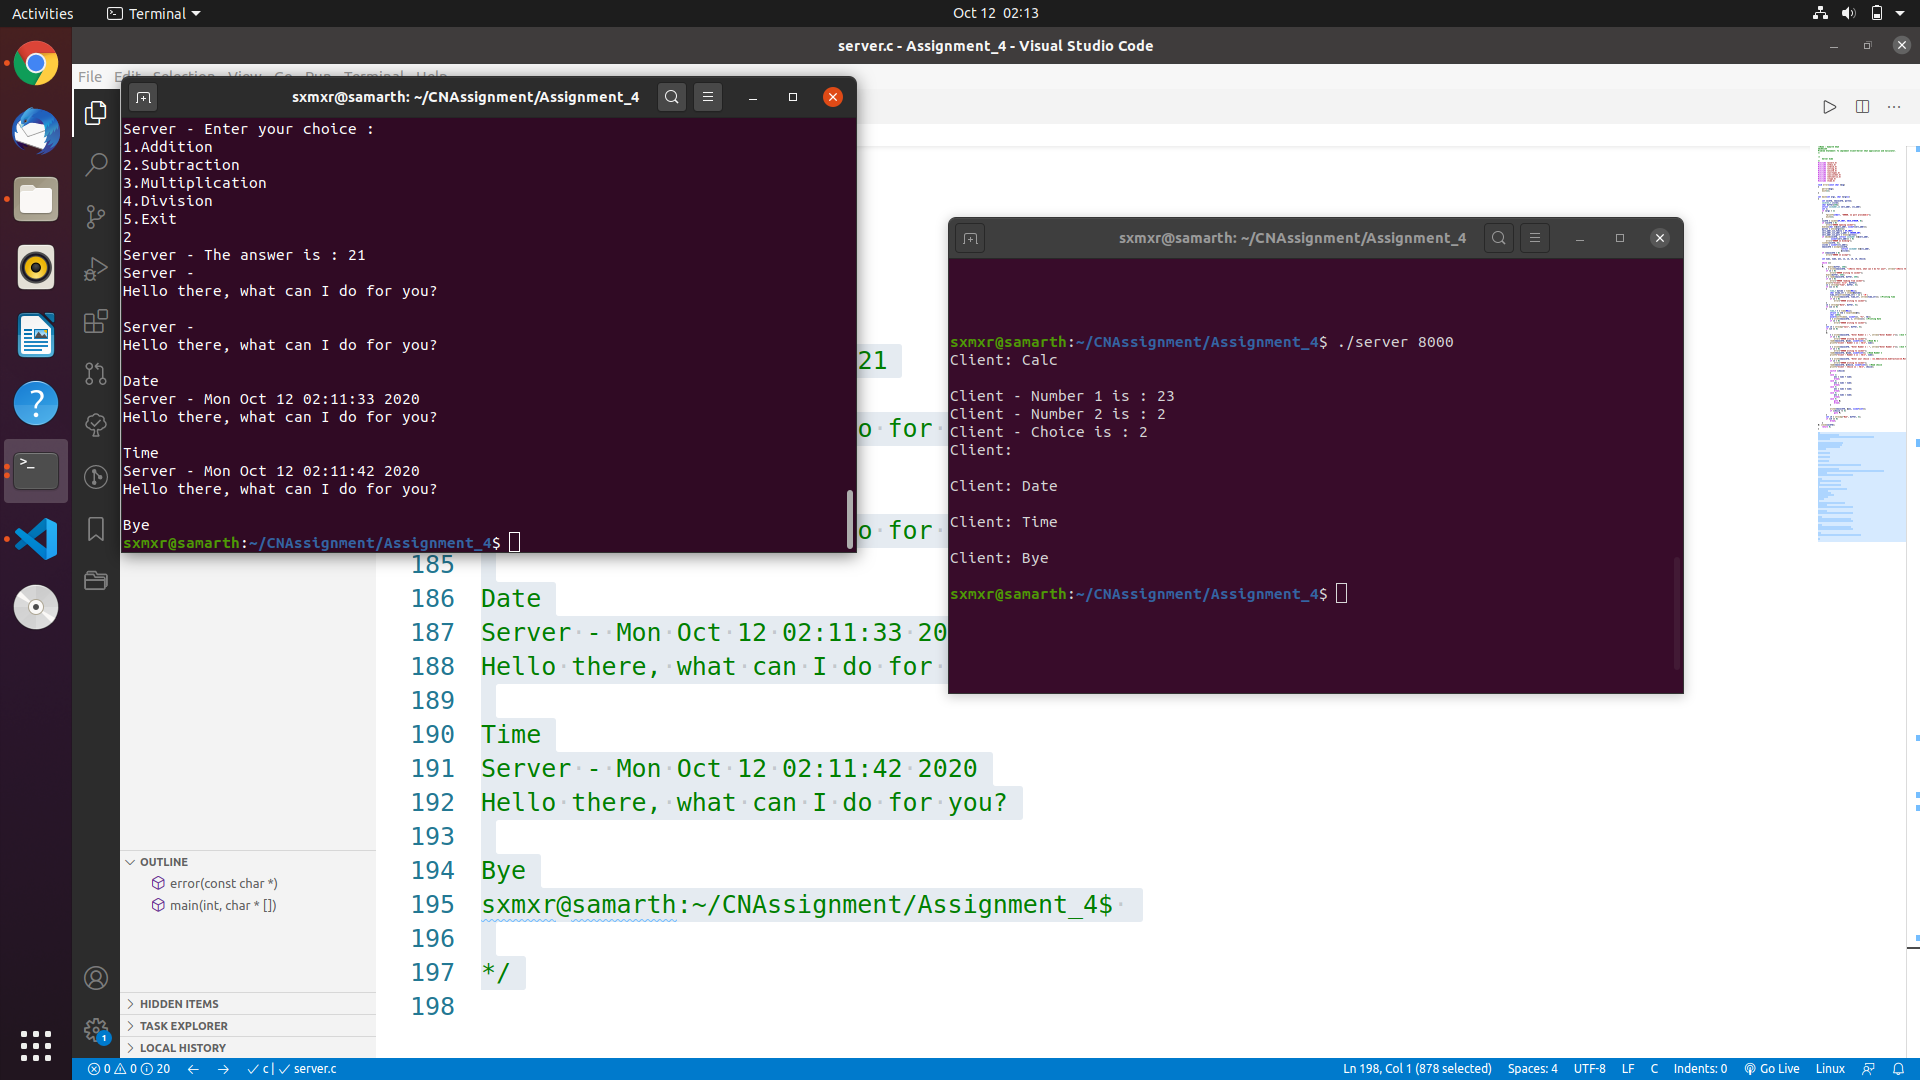 Activities
Terminal
Oct 12 02:13
server.c - Assignment_4 - Visual Studio Code
File Edit Selection View Go Run Terminal Help
sxmxr@samarth: ~/CNAssignment/Assignment_4
Server - Enter your choice :
1.Addition
2.Subtraction
3.Multiplication
4.Division
5.Exit
2
Server - The answer is : 21
Server -
Hello there, what can I do for you?
Server -
Hello there, what can I do for you?
Date
Server - Mon Oct 12 02:11:33 2020
Hello there, what can I do for you?
Time
Server - Mon Oct 12 02:11:42 2020
Hello there, what can I do for you?
Bye
sxmxr@samarth:~/CNAssignment/Assignment_4$
sxmxr@samarth: ~/CNAssignment/Assignment_4
sxmxr@samarth:~/CNAssignment/Assignment_4$ ./server 8000
Client: Calc
Client - Number 1 is : 23
Client - Number 2 is : 2
Client - Choice is : 2
Client:
Client: Date
Client: Time
Client: Bye
sxmxr@samarth:~/CNAssignment/Assignment_4$
21
o for
o for
185
186 Date
187 Server - Mon Oct 12 02:11:33 20
188 Hello there, what can I do for
189
190 Time
191 Server - Mon Oct 12 02:11:42 2020
192 Hello there, what can I do for you?
193
194 Bye
195 sxmxr@samarth:~/CNAssignment/Assignment_4$
196
197 */
198
OUTLINE
error(const char *)
main(int, char * [])
HIDDEN ITEMS
TASK EXPLORER
LOCAL HISTORY
1
0 0 20
c | server.c
Ln 198, Col 1 (878 selected)
Spaces: 4
UTF-8
LF
C
Indents: 0
Go Live
Linux